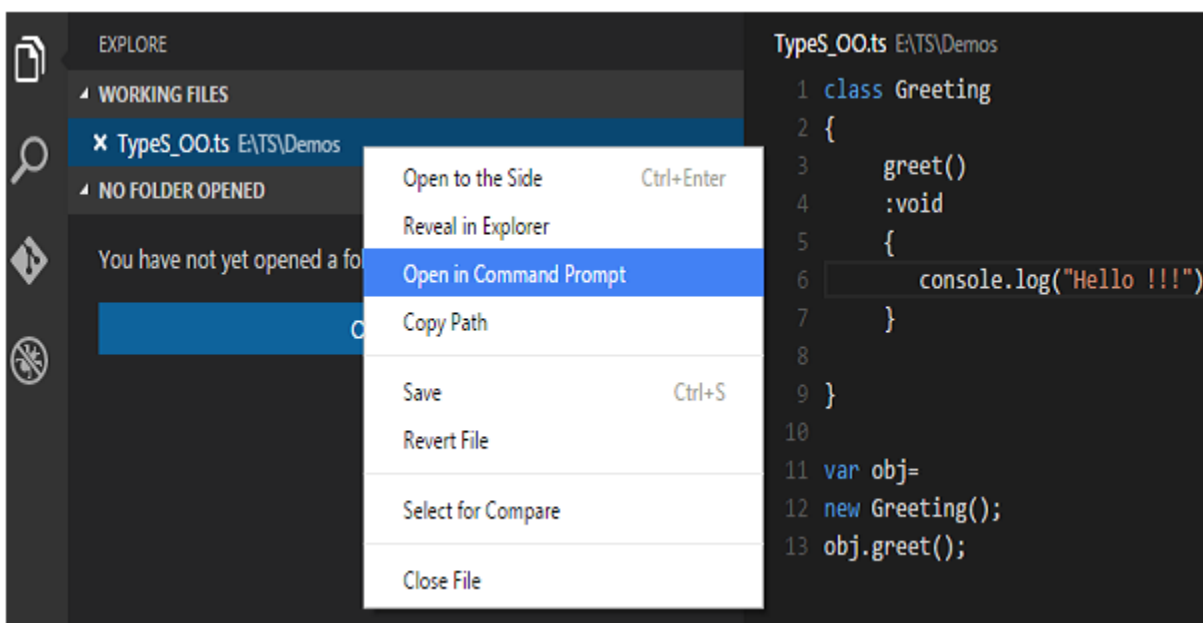 EXPLORE
WORKING FILES
TypeS_OO.ts E:\TS\Demos
NO FOLDER OPENED
You have not yet opened a fol
O
Open to the Side Ctrl+Enter
Reveal in Explorer
Open in Command Prompt
Copy Path
Save Ctrl+S
Revert File
Select for Compare
Close File
TypeS_OO.ts E:\TS\Demos
1 class Greeting
2 {
3 greet()
4 :void
5 {
6 console.log("Hello !!!")
7 }
8
9 }
10
11 var obj=
12 new Greeting();
13 obj.greet();